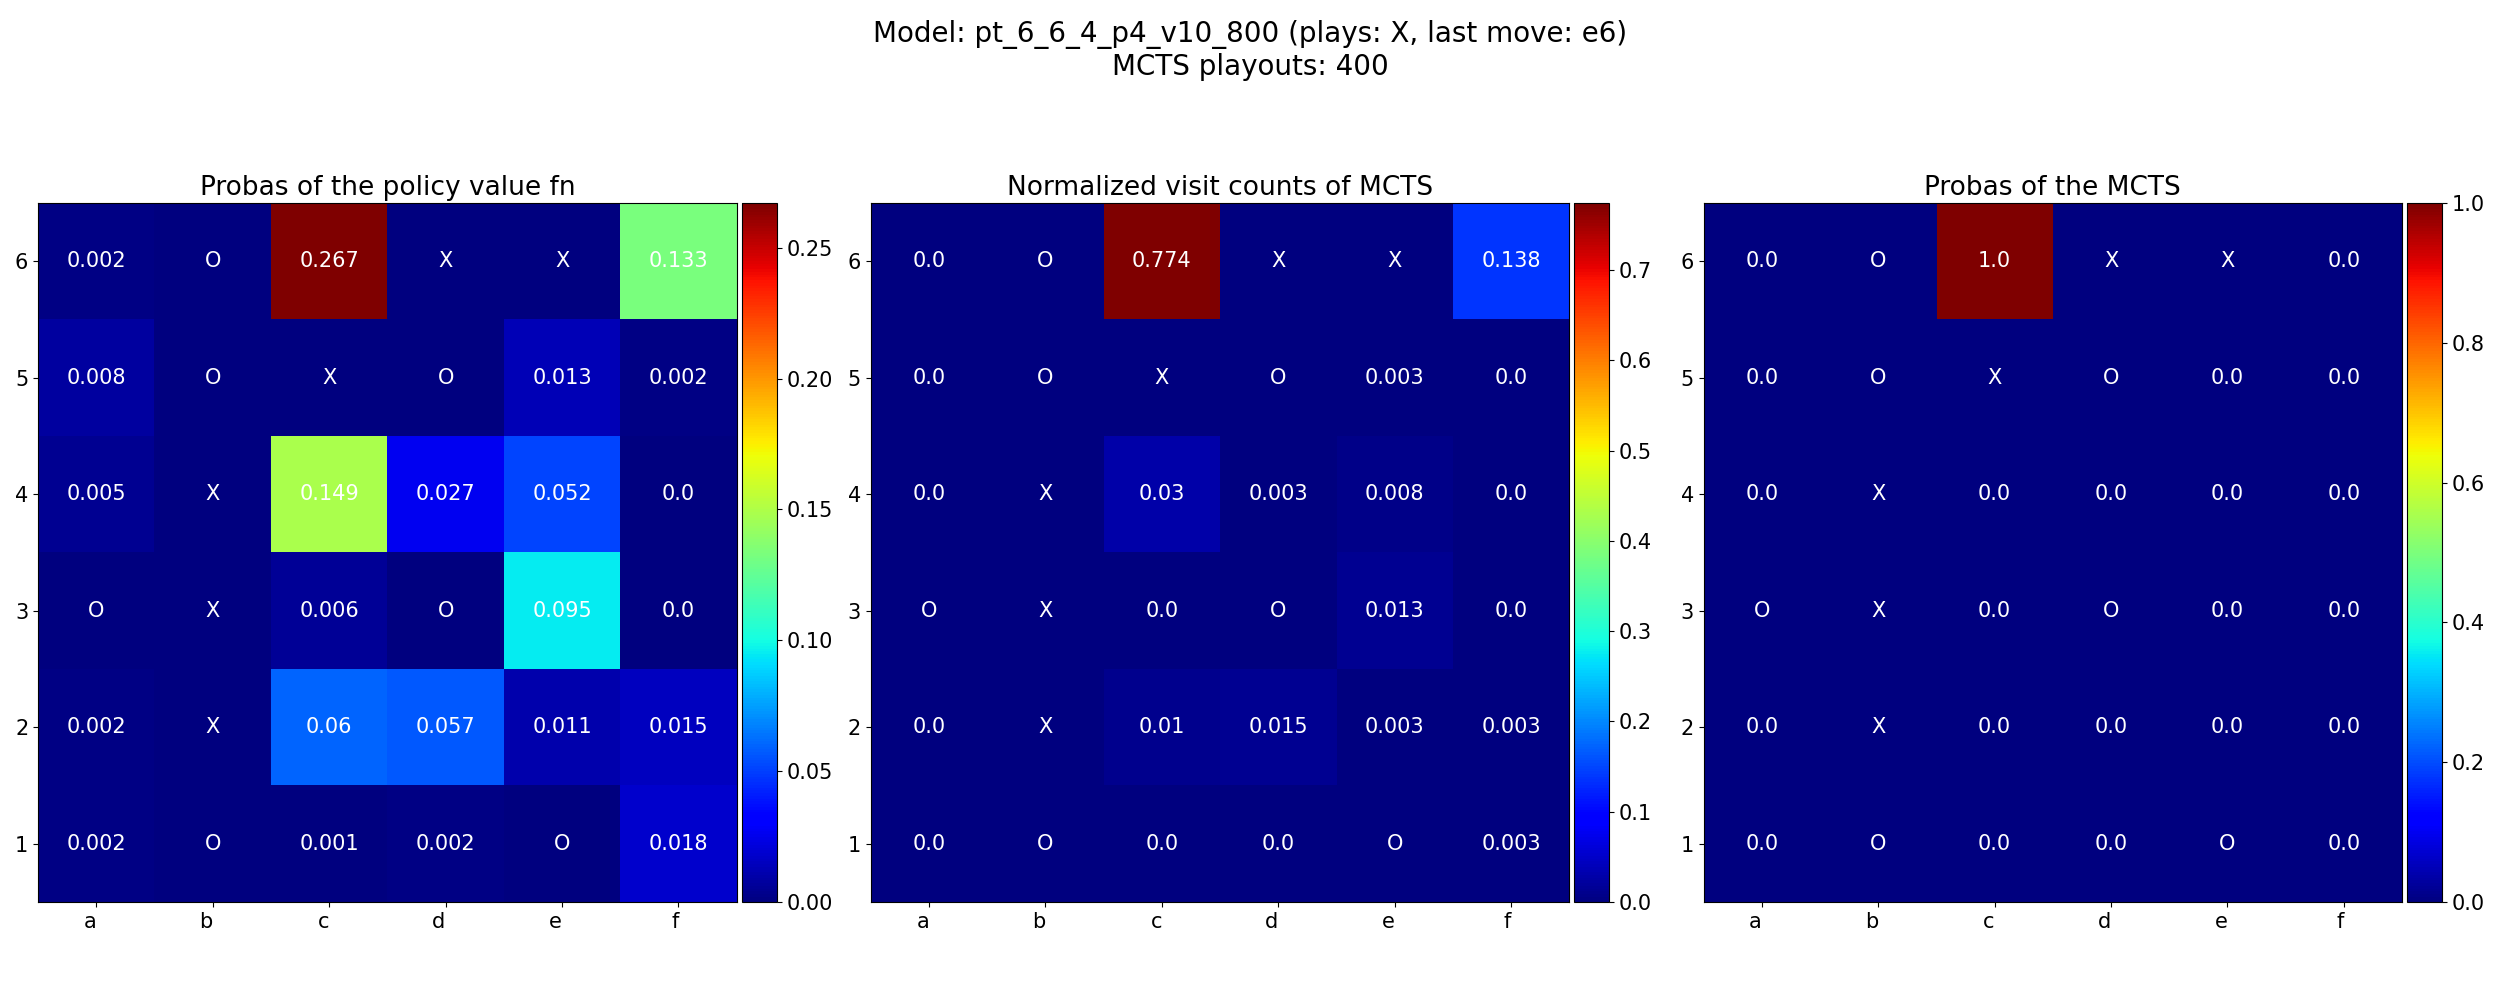 Model: pt_6_6_4_p4_v10_800 (plays: X, last move: e6)
MCTS playouts: 400
Probas of the policy value fn
6 0.002 O 0.267 X X 0.133
5 0.008 O X O 0.013 0.002
4 0.005 X 0.149 0.027 0.052 0.0
3 O X 0.006 O 0.095 0.0
2 0.002 X 0.06 0.057 0.011 0.015
1 0.002 O 0.001 0.002 O 0.018
a b c d e f
0.25
0.20
0.15
0.10
0.05
0.00
Normalized visit counts of MCTS
6 0.0 O 0.774 X X 0.138
5 0.0 O X O 0.003 0.0
4 0.0 X 0.03 0.003 0.008 0.0
3 O X 0.0 O 0.013 0.0
2 0.0 X 0.01 0.015 0.003 0.003
1 0.0 O 0.0 0.0 O 0.003
a b c d e f
0.7
0.6
0.5
0.4
0.3
0.2
0.1
0.0
Probas of the MCTS
6 0.0 O 1.0 X X 0.0
5 0.0 O X O 0.0 0.0
4 0.0 X 0.0 0.0 0.0 0.0
3 O X 0.0 O 0.0 0.0
2 0.0 X 0.0 0.0 0.0 0.0
1 0.0 O 0.0 0.0 O 0.0
a b c d e f
1.0
0.8
0.6
0.4
0.2
0.0